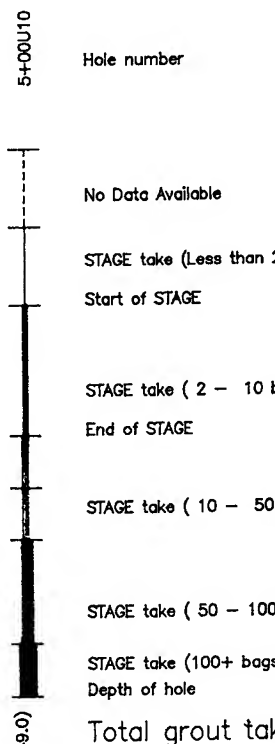 5+00U10
Hole number
No Data Available
STAGE take (Less than
Start of STAGE
STAGE take ( 2 – 10
End of STAGE
STAGE take ( 10 – 50
STAGE take ( 50 – 100
STAGE take (100+ bags
Depth of hole
9.0)
Total grout